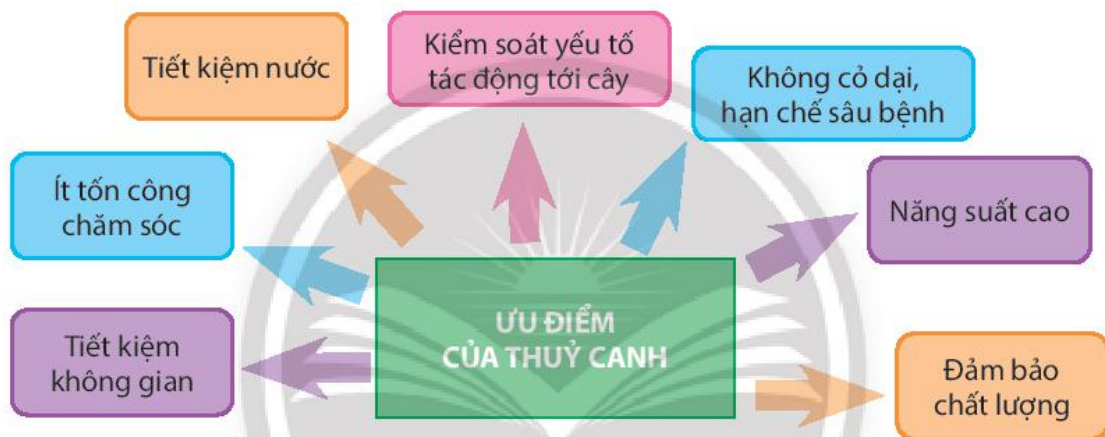 Tiết kiệm nước
Kiểm soát yếu tố
tác động tới cây
Không cỏ dại,
hạn chế sâu bệnh
Ít tốn công
chăm sóc
Năng suất cao
ƯU ĐIỂM
CỦA THUỶ CANH
Tiết kiệm
không gian
Đảm bảo
chất lượng